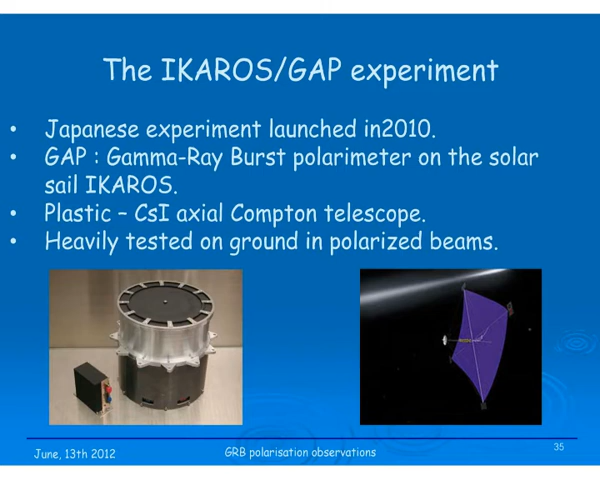 The IKAROS/GAP experiment
• Japanese experiment launched in2010.
• GAP : Gamma-Ray Burst polarimeter on the solar
sail IKAROS.
• Plastic – CsI axial Compton telescope.
• Heavily tested on ground in polarized beams.
June, 13th 2012
GRB polarisation observations
35